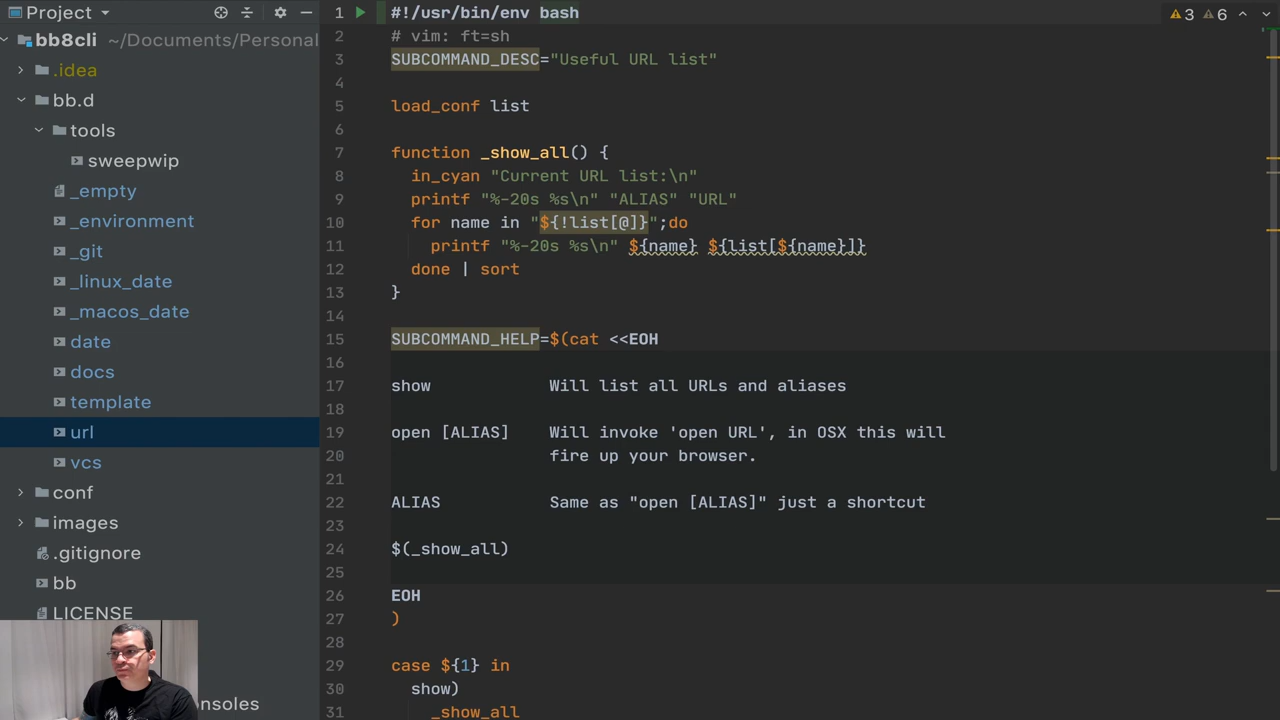 Project
bb8cli ~/Documents/Personal
.idea
bb.d
tools
sweepwip
_empty
_environment
_git
_linux_date
_macos_date
date
docs
template
url
vcs
conf
images
.gitignore
bb
LICENSE
onsoles
3 6
1 #!/usr/bin/env bash
2 # vim: ft=sh
3 SUBCOMMAND_DESC="Useful URL list"
4
5 load_conf list
6
7 function _show_all() {
8 in_cyan "Current URL list:\n"
9 printf "%-20s %s\n" "ALIAS" "URL"
10 for name in "${!list[@]}";do
11 printf "%-20s %s\n" ${name} ${list[${name}]}
12 done | sort
13 }
14
15 SUBCOMMAND_HELP=$(cat <<EOH
16
17 show Will list all URLs and aliases
18
19 open [ALIAS] Will invoke 'open URL', in OSX this will
20 fire up your browser.
21
22 ALIAS Same as "open [ALIAS]" just a shortcut
23
24 $(_show_all)
25
26 EOH
27 )
28
29 case ${1} in
30 show)
31 _show_all